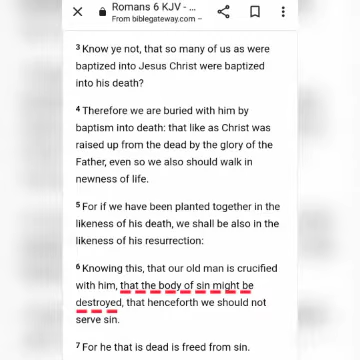 Romans 6 KJV - ...
From biblegateway.com –
3 Know ye not, that so many of us as were
baptized into Jesus Christ were baptized
into his death?
4 Therefore we are buried with him by
baptism into death: that like as Christ was
raised up from the dead by the glory of the
Father, even so we also should walk in
newness of life.
5 For if we have been planted together in the
likeness of his death, we shall be also in the
likeness of his resurrection:
6 Knowing this, that our old man is crucified
with him, that the body of sin might be
destroyed, that henceforth we should not
serve sin.
7 For he that is dead is freed from sin.